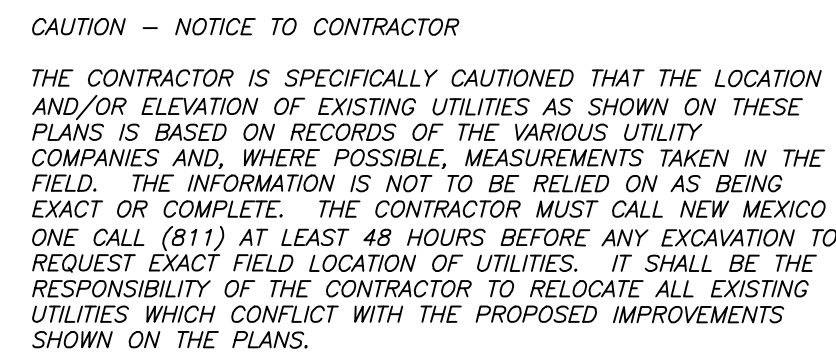 CAUTION – NOTICE TO CONTRACTOR
THE CONTRACTOR IS SPECIFICALLY CAUTIONED THAT THE LOCATION
AND/OR ELEVATION OF EXISTING UTILITIES AS SHOWN ON THESE
PLANS IS BASED ON RECORDS OF THE VARIOUS UTILITY
COMPANIES AND, WHERE POSSIBLE, MEASUREMENTS TAKEN IN THE
FIELD. THE INFORMATION IS NOT TO BE RELIED ON AS BEING
EXACT OR COMPLETE. THE CONTRACTOR MUST CALL NEW MEXICO
ONE CALL (811) AT LEAST 48 HOURS BEFORE ANY EXCAVATION TO
REQUEST EXACT FIELD LOCATION OF UTILITIES. IT SHALL BE THE
RESPONSIBILITY OF THE CONTRACTOR TO RELOCATE ALL EXISTING
UTILITIES WHICH CONFLICT WITH THE PROPOSED IMPROVEMENTS
SHOWN ON THE PLANS.